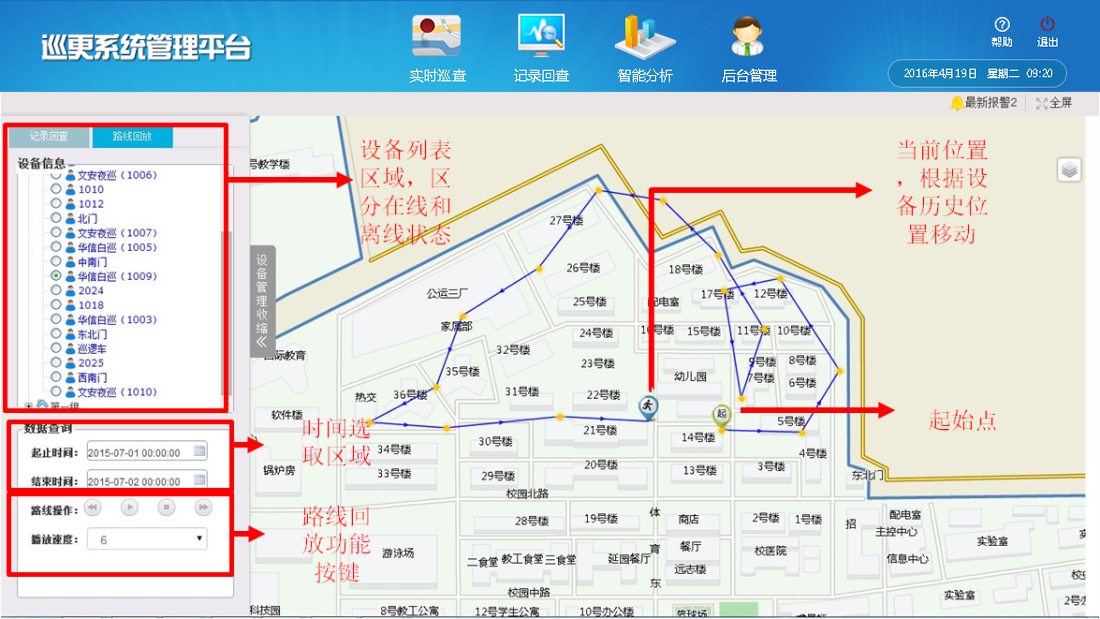 巡更系统管理平台
实时巡查
记录回查
智能分析
后台管理
帮助
退出
2016年4月19日 星期二 09:20
最新报警2
全屏
记录回查
路线回放
设备信息
文安夜巡（1006）
1010
1012
北门
文安夜巡（1007）
华信白巡（1005）
中南门
华信白巡（1009）
2024
1018
华信白巡（1003）
东北门
巡逻车
2025
西南门
文安夜巡（1010）
第一组
数据查询
起止时间：
2015-07-01 00:00:00
结束时间：
2015-07-02 00:00:00
路线操作：
播放速度：
6
设备管理收缩
设备列表
区域，区
分在线和
离线状态
当前位置
，根据设
备历史位
置移动
起始点
时间选
取区域
路线回
放功能
按键
号教学楼
27号楼
26号楼
25号楼
公运三厂
家属部
24号楼
23号楼
22号楼
21号楼
20号楼
32号楼
35号楼
31号楼
36号楼
热交
国际教育
软件楼
锅炉房
34号楼
33号楼
30号楼
29号楼
校园北路
28号楼
19号楼
18号楼
17号楼
12号楼
配电室
16号楼
15号楼
11号楼
10号楼
9号楼
8号楼
7号楼
6号楼
幼儿园
起
5号楼
14号楼
4号楼
13号楼
3号楼
东北门
体
育
东
商店
餐厅
远志楼
2号楼
1号楼
校医院
招
配电室
主控中心
信息中心
实验室
实验室
游泳场
二食堂
教工食堂
三食堂
延园餐厅
校园中路
科技园
8号教工公寓
12号学生公寓
10号办公楼
篮球场